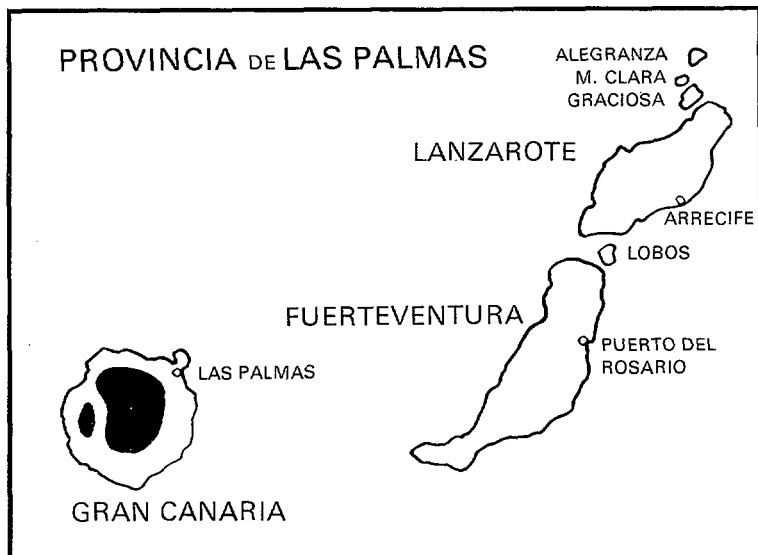 PROVINCIA DE LAS PALMAS
ALEGRANZA
M. CLARA
GRACIOSA
LANZAROTE
ARRECIFE
LOBOS
FUERTEVENTURA
PUERTO DEL
ROSARIO
LAS PALMAS
GRAN CANARIA